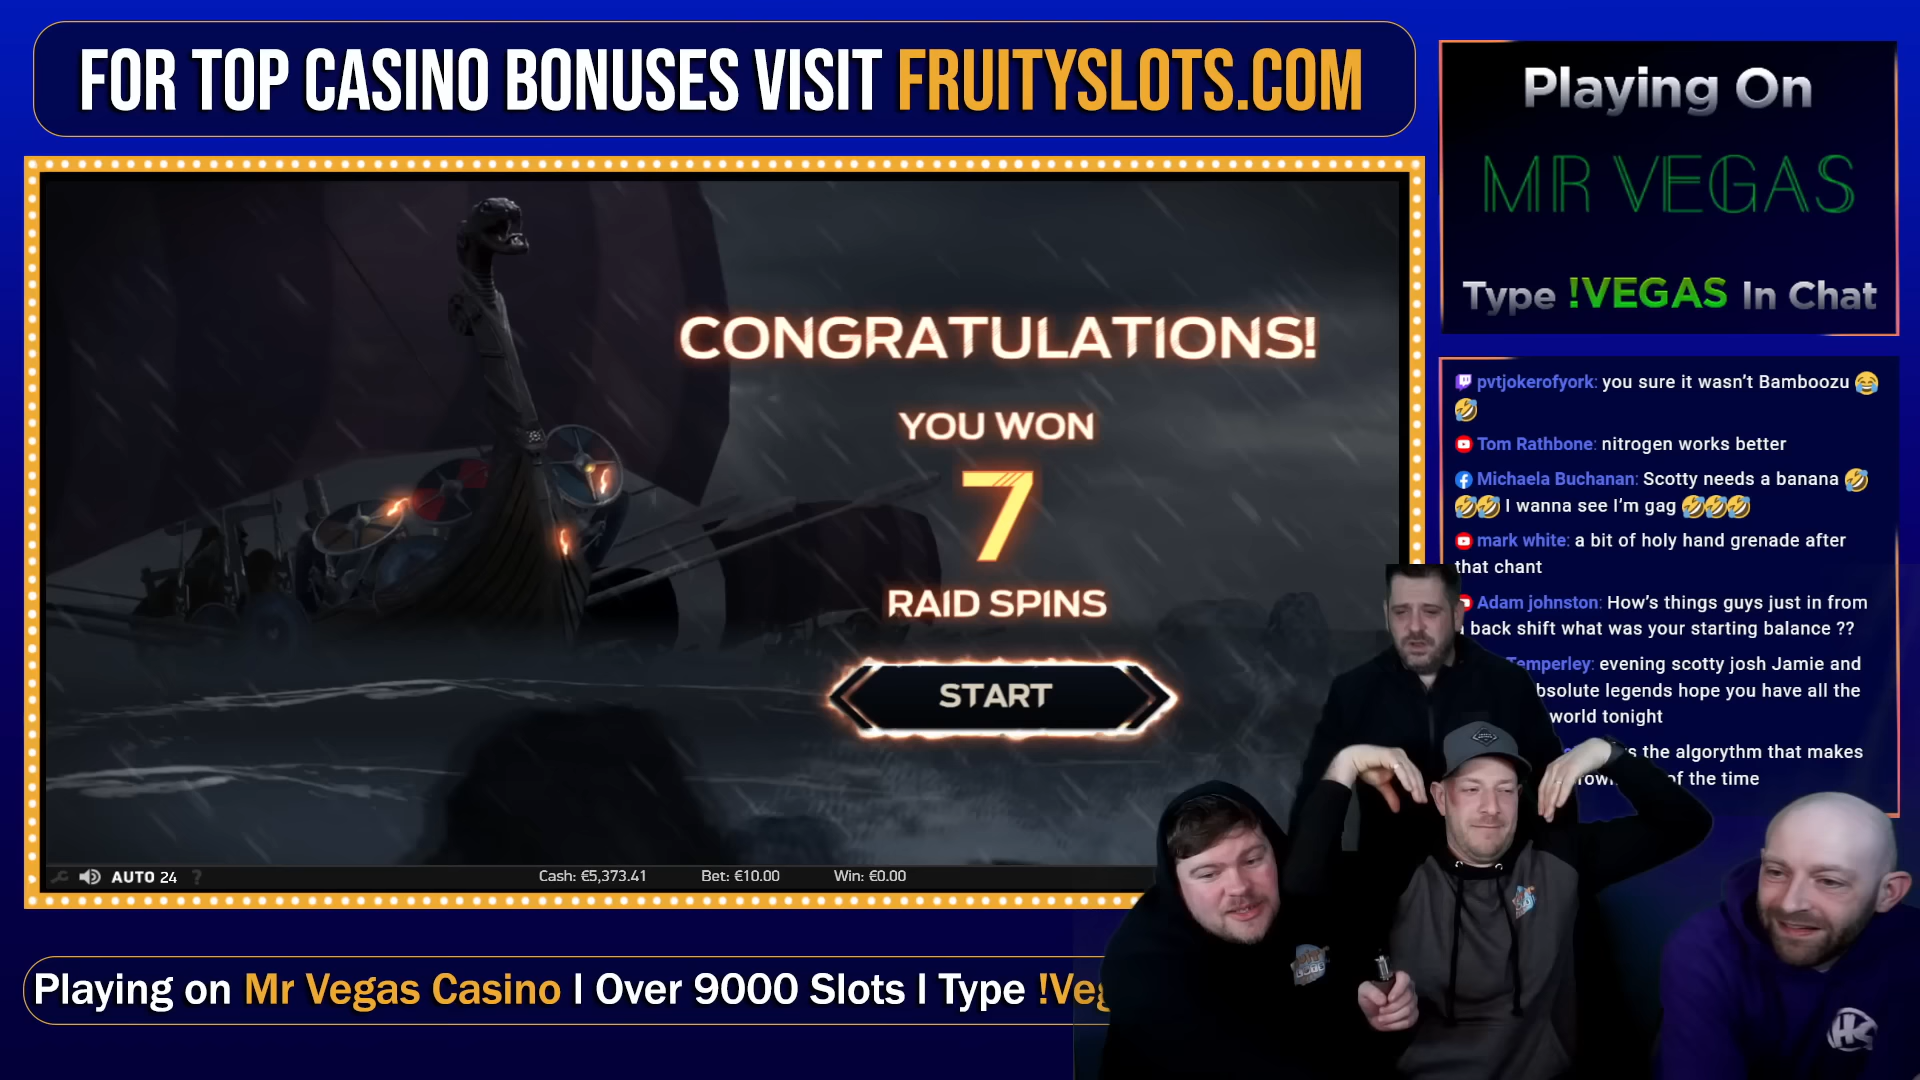 FOR TOP CASINO BONUSES VISIT FRUITYSLOTS.COM
Playing On
MR VEGAS
Type !VEGAS In Chat
CONGRATULATIONS!
YOU WON
7
RAID SPINS
START
AUTO 24 ?
Cash: €5,373.41
Bet: €10.00
Win: €0.00
pvtjokerofyork: you sure it wasn't Bamboozu 😂
🤣
Tom Rathbone: nitrogen works better
Michaela Buchanan: Scotty needs a banana 🤣
🤣🤣 I wanna see I'm gag 🤣🤣🤣
mark white: a bit of holy hand grenade after
that chant
Adam johnston: How's things guys just in from
back shift what was your starting balance ??
Temperley: evening scotty josh Jamie and
legends hope you have all the
world tonight
the algorythm that makes
of the time
Playing on Mr Vegas Casino I Over 9000 Slots I Type
HK